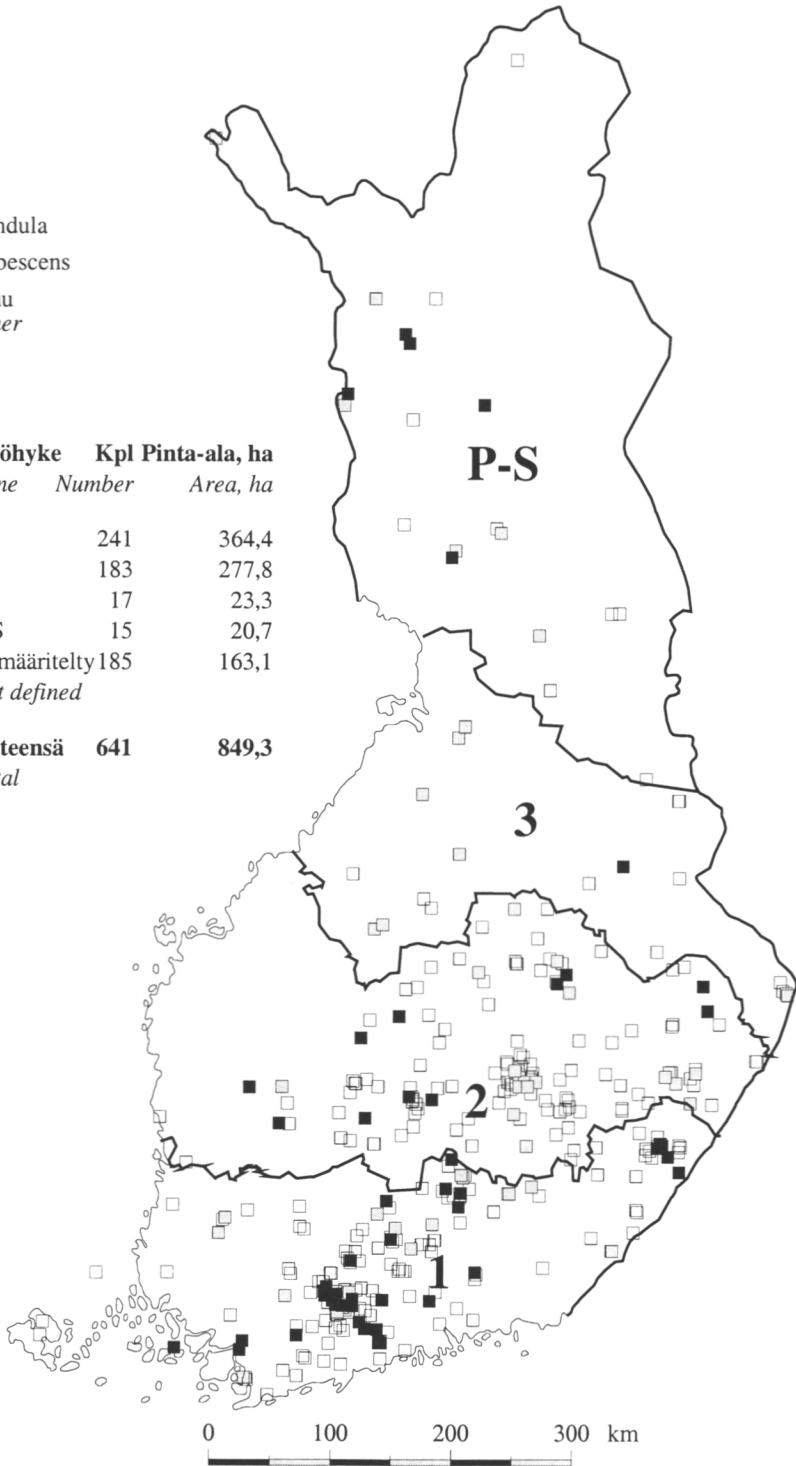 ndula
bescens
u
er
öhyke Kpl Pinta-ala, ha
ne Number Area, ha
241 364,4
183 277,8
17 23,3
S 15 20,7
määritelty 185 163,1
t defined
teensä 641 849,3
tal
P-S
3
2
1
0 100 200 300 km